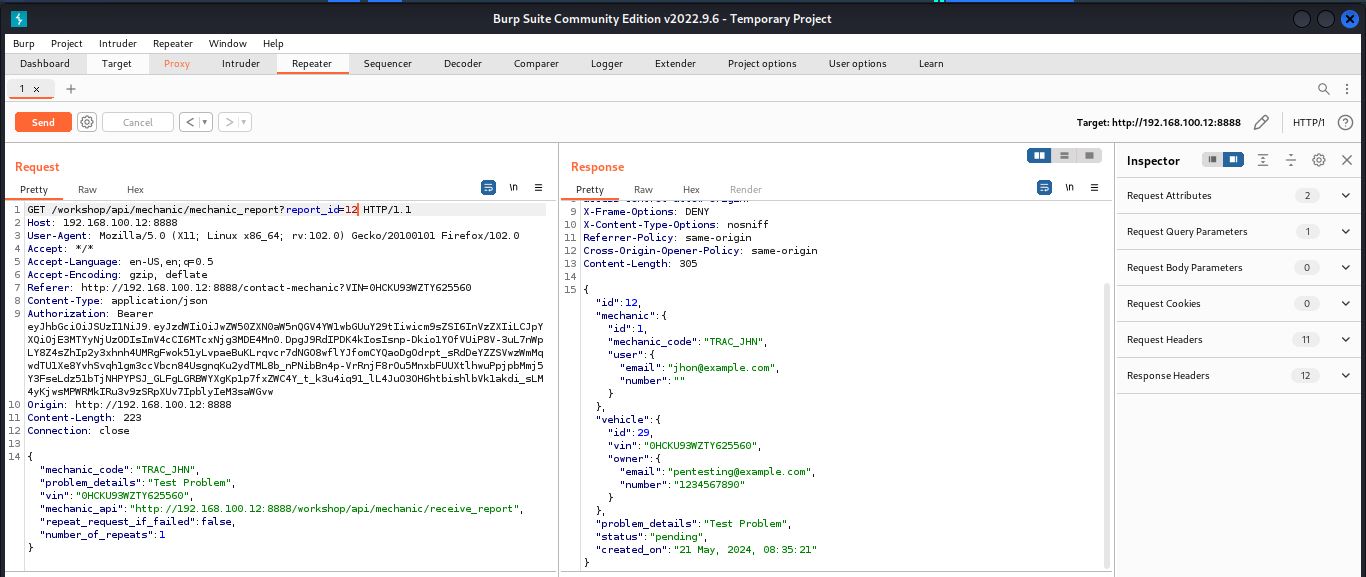 Burp Suite Community Edition v2022.9.6 - Temporary Project
Burp Project Intruder Repeater Window Help
Dashboard Target Proxy Intruder Repeater Sequencer Decoder Comparer Logger Extender Project options User options Learn
1 × +
Send Cancel < > Target: http://192.168.100.12:8888 HTTP/1 ?
Request
Pretty Raw Hex \n
1 GET /workshop/api/mechanic/mechanic_report?report_id=12 HTTP/1.1
2 Host: 192.168.100.12:8888
3 User-Agent: Mozilla/5.0 (X11; Linux x86_64; rv:102.0) Gecko/20100101 Firefox/102.0
4 Accept: */*
5 Accept-Language: en-US,en;q=0.5
6 Accept-Encoding: gzip, deflate
7 Referer: http://192.168.100.12:8888/contact-mechanic?VIN=0HCKU93WZTY625560
8 Content-Type: application/json
9 Authorization: Bearer
10 Origin: http://192.168.100.12:8888
11 Content-Length: 223
12 Connection: close
13
14 {
"mechanic_code":"TRAC_JHN",
"problem_details":"Test Problem",
"vin":"0HCKU93WZTY625560",
"mechanic_api":"http://192.168.100.12:8888/workshop/api/mechanic/receive_report",
"repeat_request_if_failed":false,
"number_of_repeats":1
}
Response
Pretty Raw Hex Render \n
9 X-Frame-Options: DENY
10 X-Content-Type-Options: nosniff
11 Referrer-Policy: same-origin
12 Cross-Origin-Opener-Policy: same-origin
13 Content-Length: 305
14
15 {
"id":12,
"mechanic":{
"id":1,
"mechanic_code":"TRAC_JHN",
"user":{
"email":"jhon@example.com",
"number":""
}
},
"vehicle":{
"id":29,
"vin":"0HCKU93WZTY625560",
"owner":{
"email":"pentesting@example.com",
"number":"1234567890"
}
},
"problem_details":"Test Problem",
"status":"pending",
"created_on":"21 May, 2024, 08:35:21"
}
Inspector
Request Attributes 2
Request Query Parameters 1
Request Body Parameters 0
Request Cookies 0
Request Headers 11
Response Headers 12